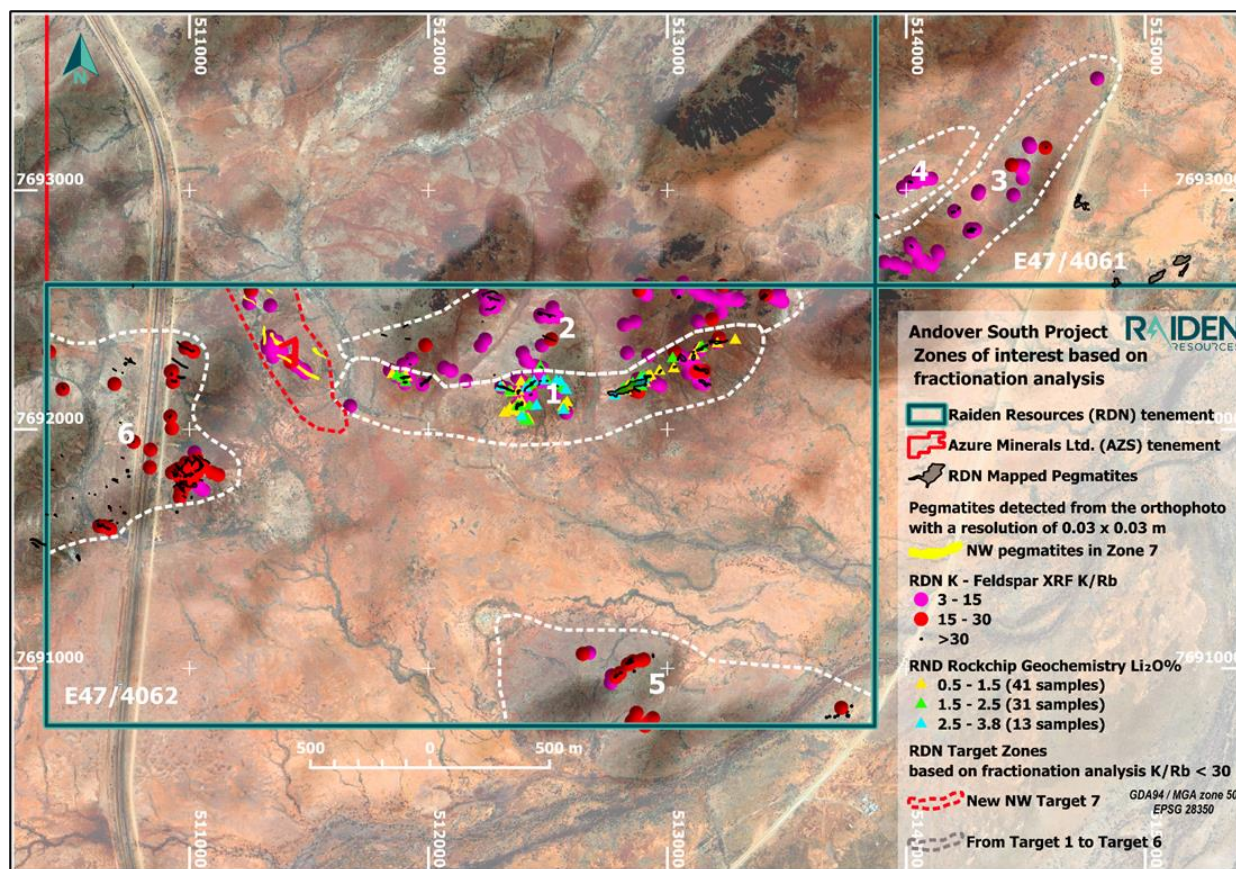 511000
512000
513000
514000
515000
N
7693000
7693000
4
3
E47/4061
2
1
7692000
6
7691000
7691000
5
E47/4062
500 0 500 m
511000
512000
513000
Andover South Project
RAIDEN
RESOURCES
Zones of interest based on
fractionation analysis
Raiden Resources (RDN) tenement
Azure Minerals Ltd. (AZS) tenement
RDN Mapped Pegmatites
Pegmatites detected from the orthophoto
with a resolution of 0.03 x 0.03 m
NW pegmatites in Zone 7
RDN K - Feldspar XRF K/Rb
3 - 15
15 - 30
>30
RND Rockchip Geochemistry Li₂O%
0.5 - 1.5 (41 samples)
1.5 - 2.5 (31 samples)
2.5 - 3.8 (13 samples)
RDN Target Zones
based on fractionation analysis K/Rb < 30
New NW Target 7
GDA94 / MGA zone 50
EPSG 28350
From Target 1 to Target 6